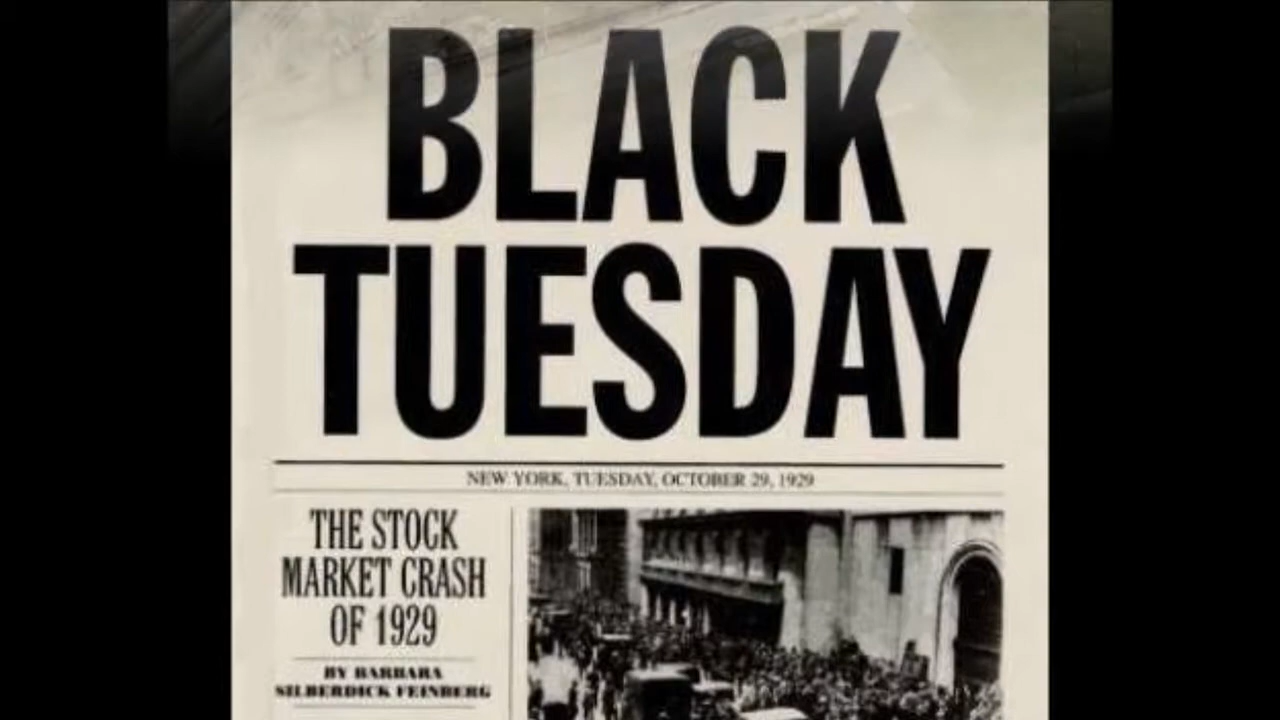 BLACK
TUESDAY
NEW YORK, TUESDAY, OCTOBER 29, 1929
THE STOCK
MARKET CRASH
OF 1929
BY BARBARA
SILBERDICK FEINBERG